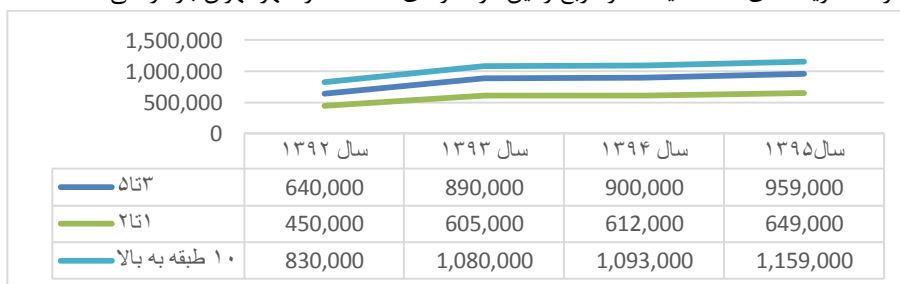 1,500,000
1,000,000
500,000
0
سال ۱۳۹۲ سال ۱۳۹۳ سال ۱۳۹۴ سال۱۳۹۵
۳تا۵ 640,000 890,000 900,000 959,000
۱تا۲ 450,000 605,000 612,000 649,000
۱۰ طبقه به بالا 830,000 1,080,000 1,093,000 1,159,000